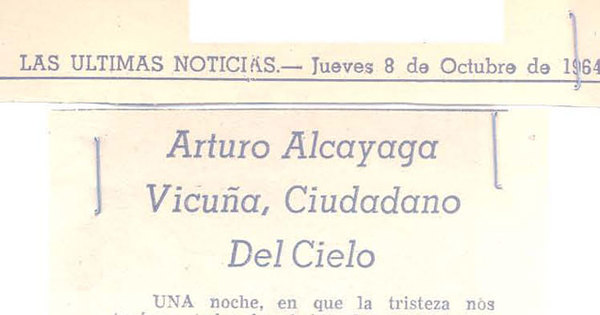 LAS ULTIMAS NOTICIAS.— Jueves 8 de Octubre de 1964
Arturo Alcayaga
Vicuña, Ciudadano
Del Cielo
UNA noche, en que la tristeza nos